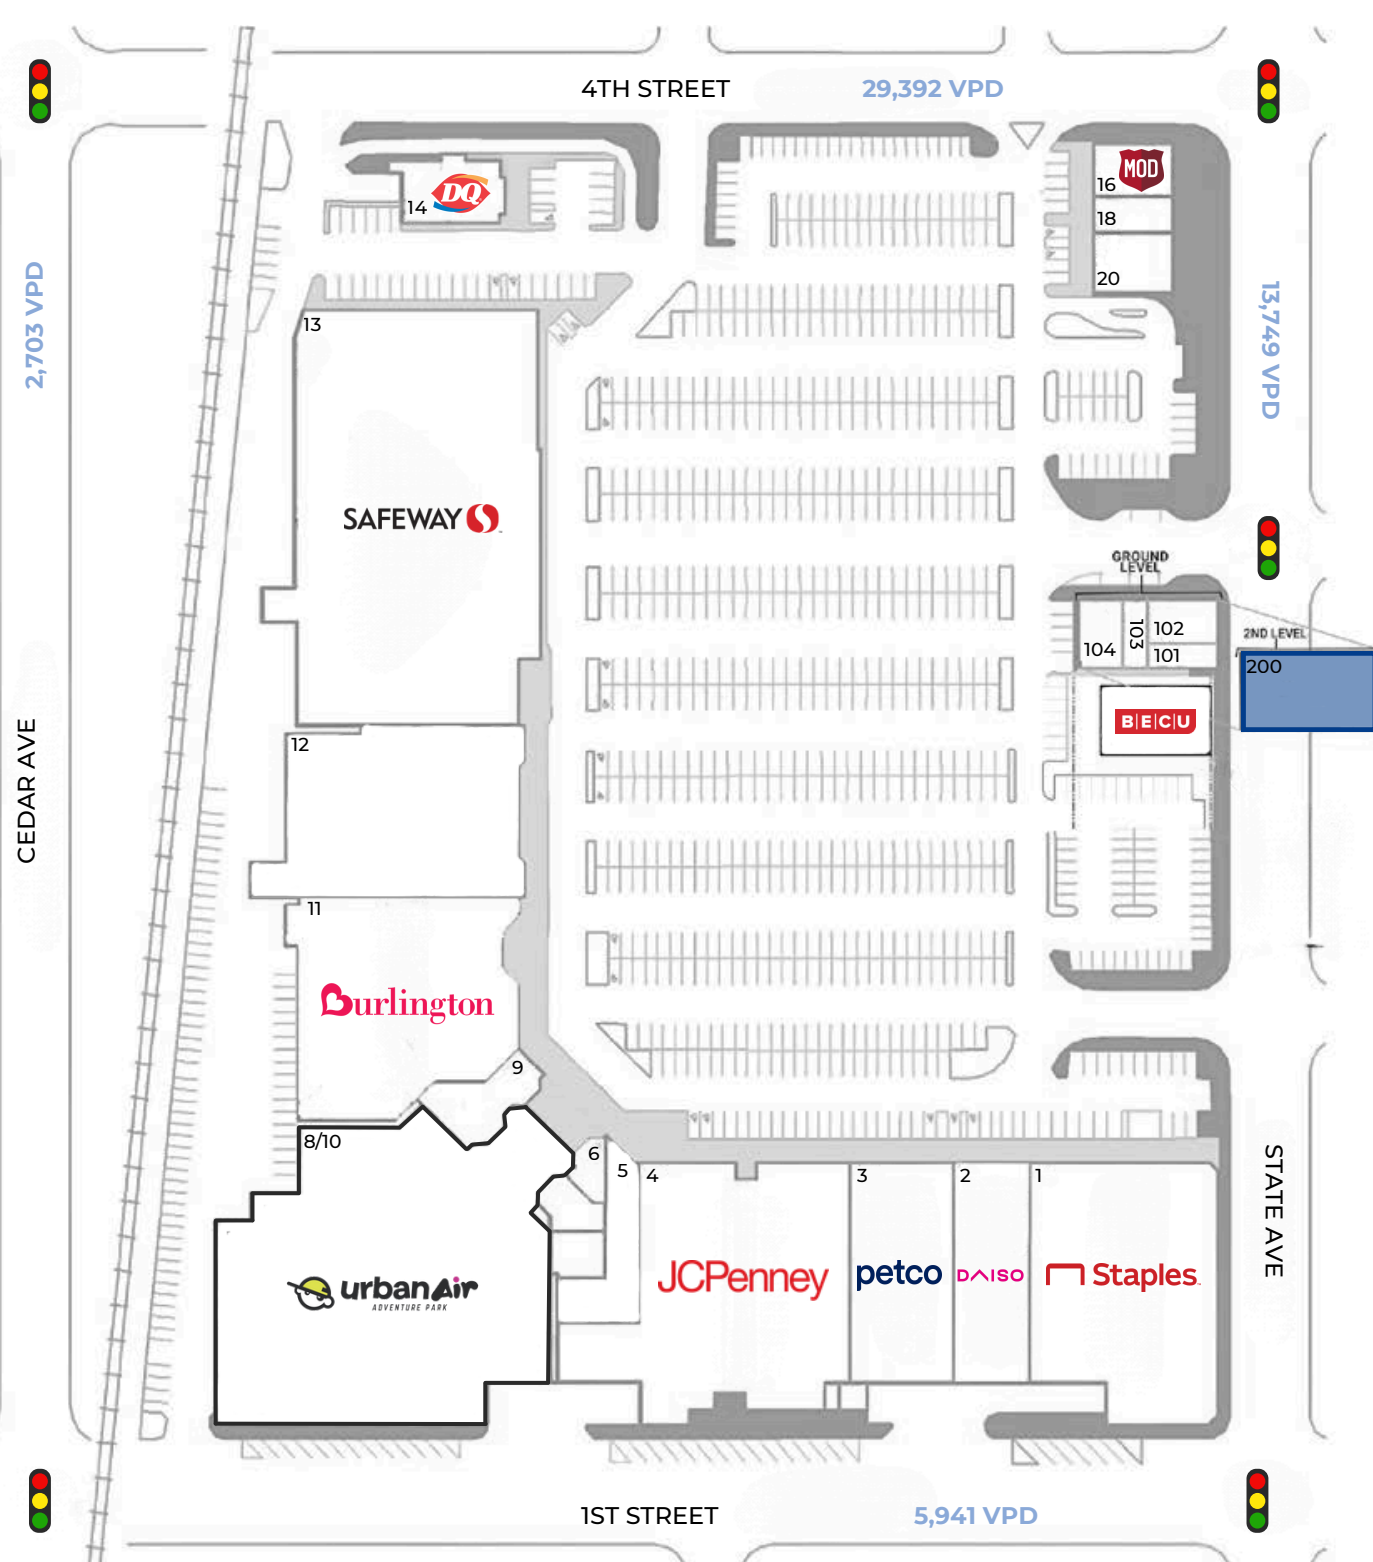 4TH STREET 29,392 VPD
MOD
16
DQ
14
18
20
2,703 VPD
13,749 VPD
13
SAFEWAY
GROUND
LEVEL
104
103
102
101
2ND LEVEL
200
BECU
CEDAR AVE
12
11
Burlington
9
8/10
6
5
4
3
2
1
STATE AVE
urbanAir
ADVENTURE PARK
JCPenney
petco
DAISO
Staples
1ST STREET 5,941 VPD